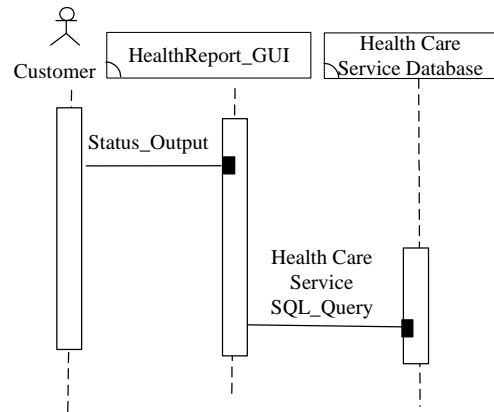 Customer
HealthReport_GUI
Health Care
Service Database
Status_Output
Health Care
Service
SQL_Query